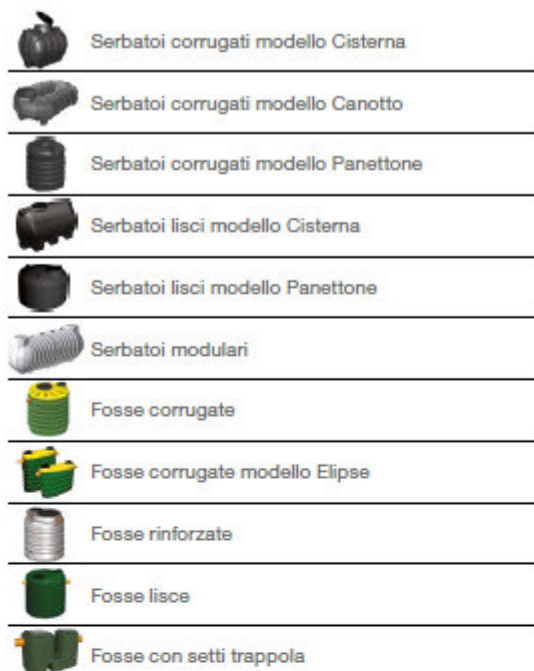 Serbatoi corrugati modello Cisterna
Serbatoi corrugati modello Canotto
Serbatoi corrugati modello Panettone
Serbatoi lisci modello Cisterna
Serbatoi lisci modello Panettone
Serbatoi modulari
Fosse corrugate
Fosse corrugate modello Elipse
Fosse rinforzate
Fosse lisce
Fosse con setti trappola